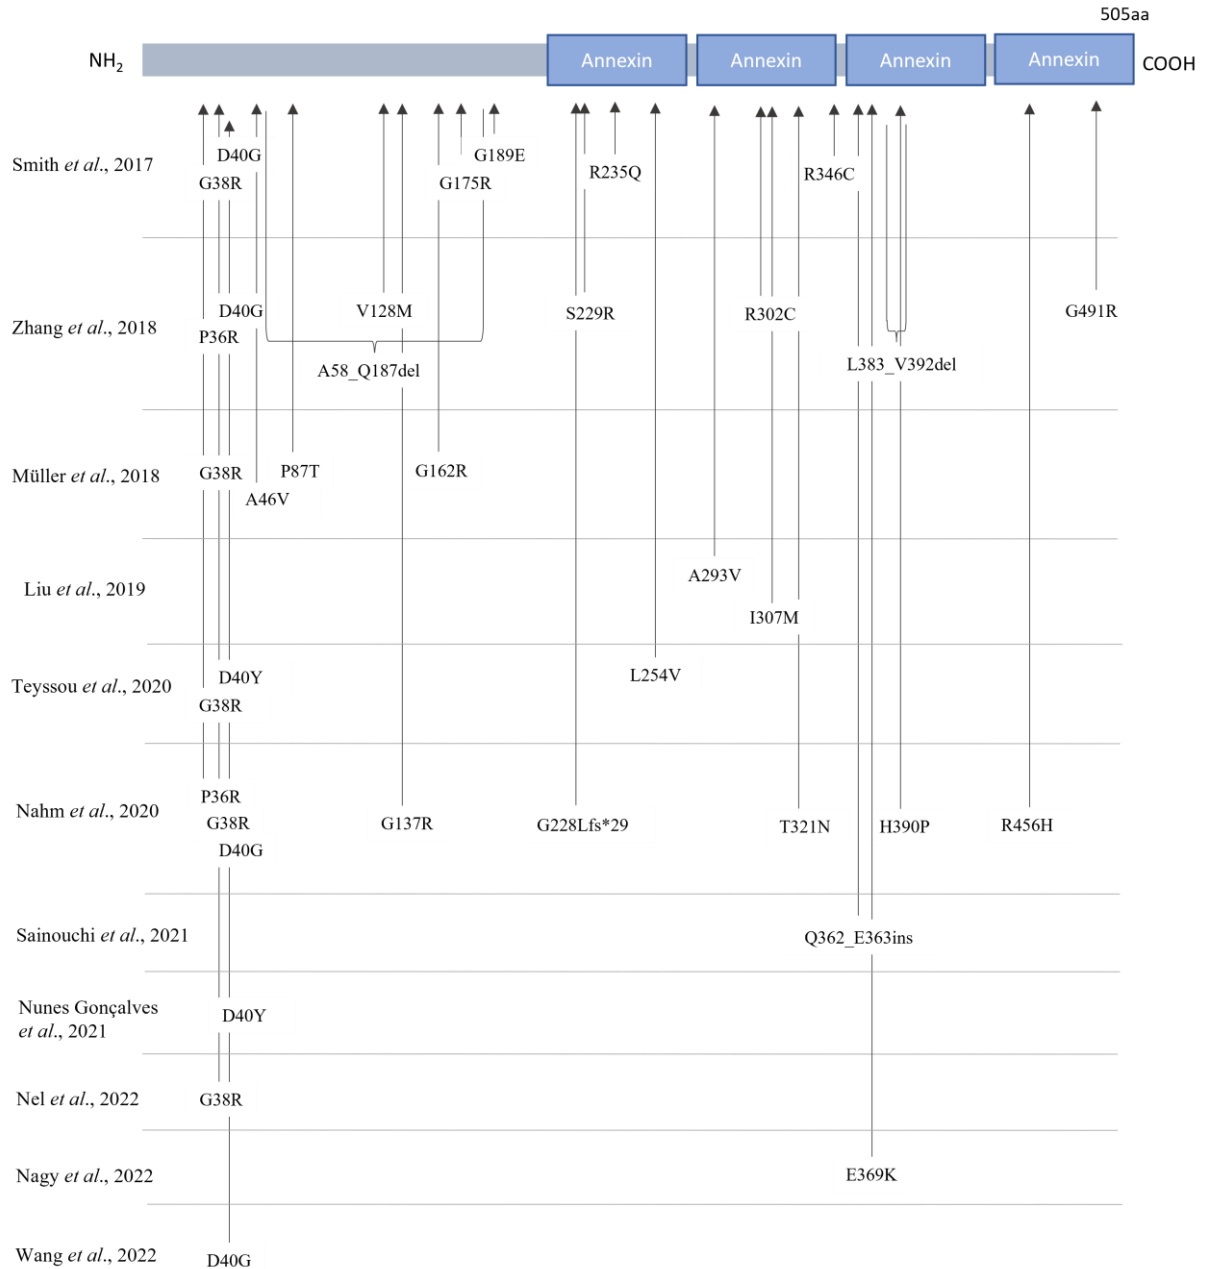 505aa
NH2
Annexin
Annexin
Annexin
Annexin
COOH
Smith et al., 2017
D40G
G38R
G175R
G189E
R235Q
R346C
Zhang et al., 2018
D40G
P36R
V128M
A58_Q187del
S229R
R302C
L383_V392del
G491R
Müller et al., 2018
G38R
A46V
P87T
G162R
Liu et al., 2019
A293V
I307M
Teyssou et al., 2020
D40Y
G38R
L254V
Nahm et al., 2020
P36R
G38R
D40G
G137R
G228Lfs*29
T321N
H390P
R456H
Sainouchi et al., 2021
Q362_E363ins
Nunes Gonçalves
et al., 2021
D40Y
Nel et al., 2022
G38R
Nagy et al., 2022
E369K
Wang et al., 2022
D40G